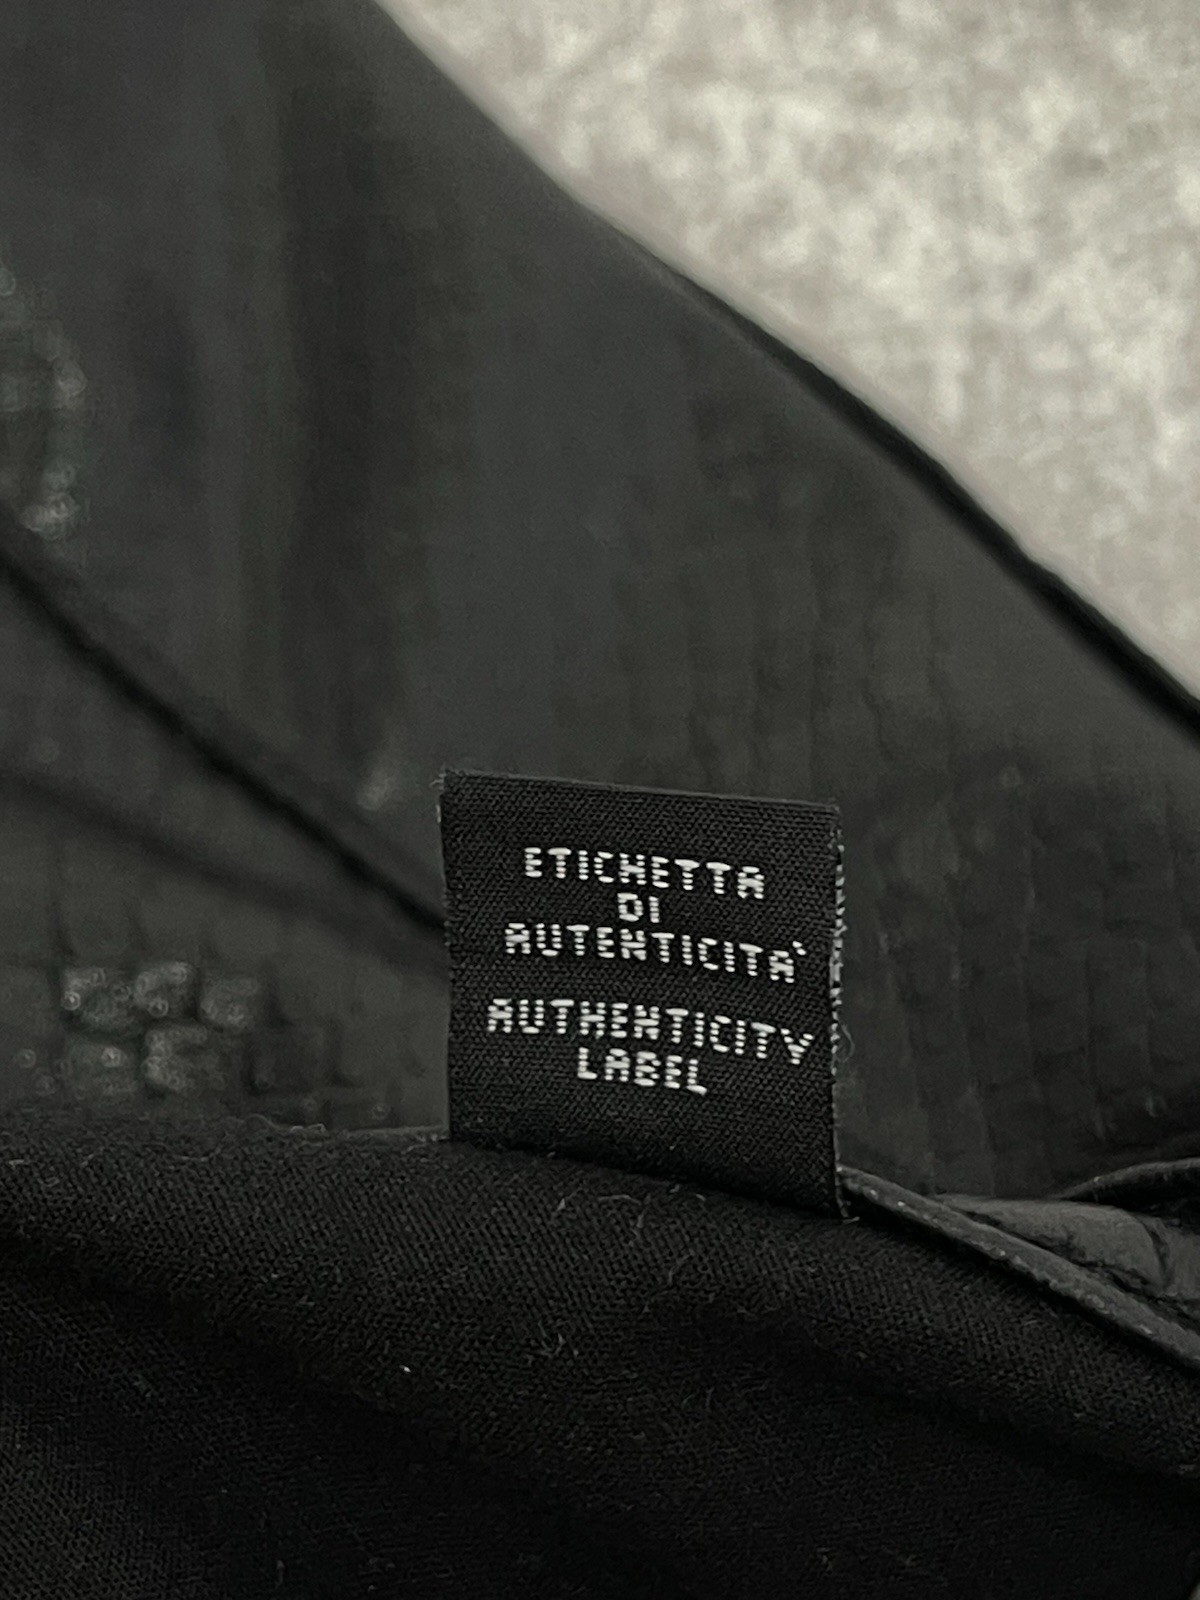 ETICHETTA
DI
AUTENTICITA`
AUTHENTICITY
LABEL